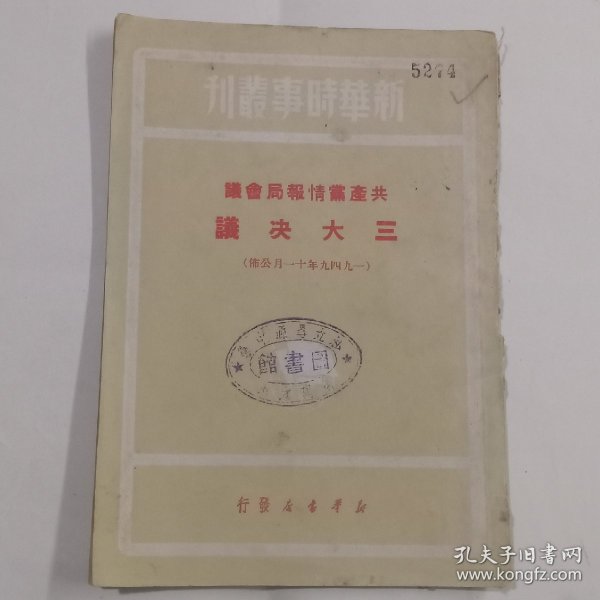 5274
新華時事叢刊
共產黨情報局會議
三大決議
(一九四九年十一月公佈)
圖書館
新華書店發行
孔夫子旧书网
www.kongfz.com